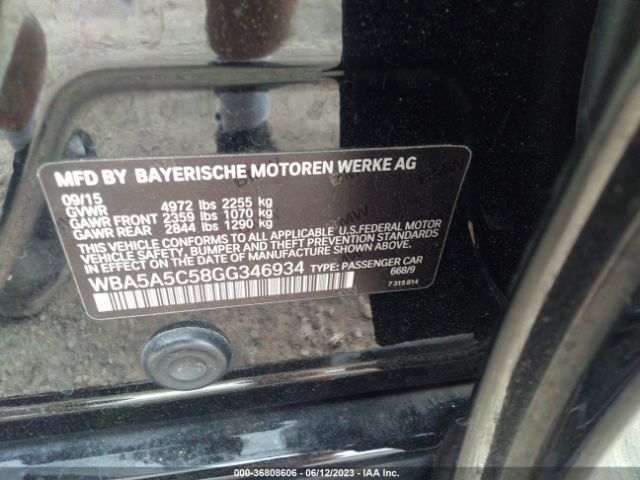 MFD BY BAYERISCHE MOTOREN WERKE AG
09/15
GVWR 4972 lbs 2255 kg
GAWR FRONT 2359 lbs 1070 kg
GAWR REAR 2844 lbs 1290 kg
THIS VEHICLE CONFORMS TO ALL APPLICABLE U.S.FEDERAL MOTOR
VEHICLE SAFETY, BUMPER AND THEFT PREVENTION STANDARDS
IN EFFECT ON THE DATE OF MANUFACTURE SHOWN ABOVE.
WBA5A5C58GG346934 TYPE: PASSENGER CAR
668/9
7 315 814
000-36808606 - 06/12/2023 - IAA Inc.